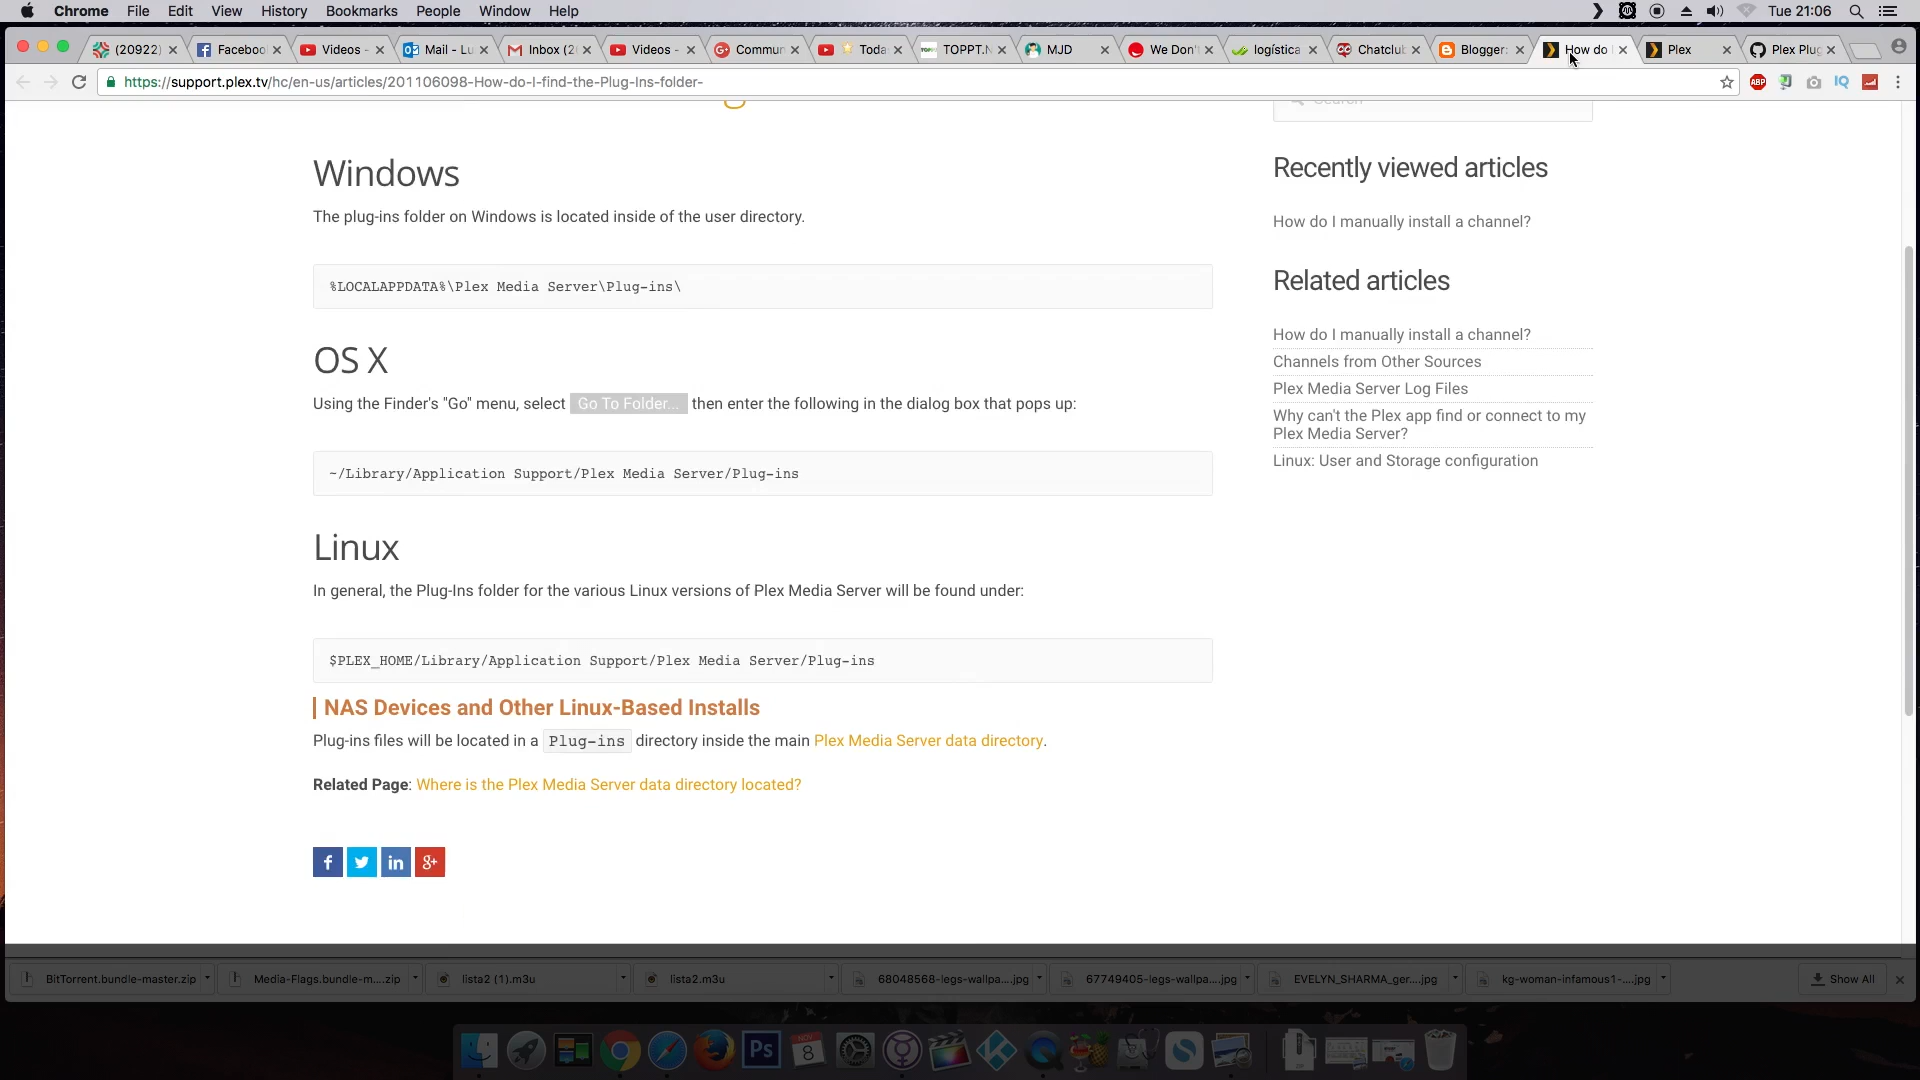 Chrome File Edit View History Bookmarks People Window Help Tue 21:06
(20922) Faceboo Videos - Mail - Lu Inbox (2 Videos - Commun Toda TOPPT.N MJD We Don't logística Chatclub Blogger: How do Plex Plex Plug
https://support.plex.tv/hc/en-us/articles/201106098-How-do-I-find-the-Plug-Ins-folder- ABP IQ
Search
Windows
The plug-ins folder on Windows is located inside of the user directory.
%LOCALAPPDATA%\Plex Media Server\Plug-ins\
OS X
Using the Finder's "Go" menu, select Go To Folder... then enter the following in the dialog box that pops up:
~/Library/Application Support/Plex Media Server/Plug-ins
Linux
In general, the Plug-Ins folder for the various Linux versions of Plex Media Server will be found under:
$PLEX_HOME/Library/Application Support/Plex Media Server/Plug-ins
NAS Devices and Other Linux-Based Installs
Plug-ins files will be located in a Plug-ins directory inside the main Plex Media Server data directory.
Related Page: Where is the Plex Media Server data directory located?
Recently viewed articles
How do I manually install a channel?
Related articles
How do I manually install a channel?
Channels from Other Sources
Plex Media Server Log Files
Why can't the Plex app find or connect to my
Plex Media Server?
Linux: User and Storage configuration
BitTorrent.bundle-master.zip Media-Flags.bundle-m....zip lista2 (1).m3u lista2.m3u 68048568-legs-wallpa....jpg 67749405-legs-wallpa....jpg EVELYN_SHARMA_ger....jpg kg-woman-infamous1-....jpg Show All
Ps NOV 8